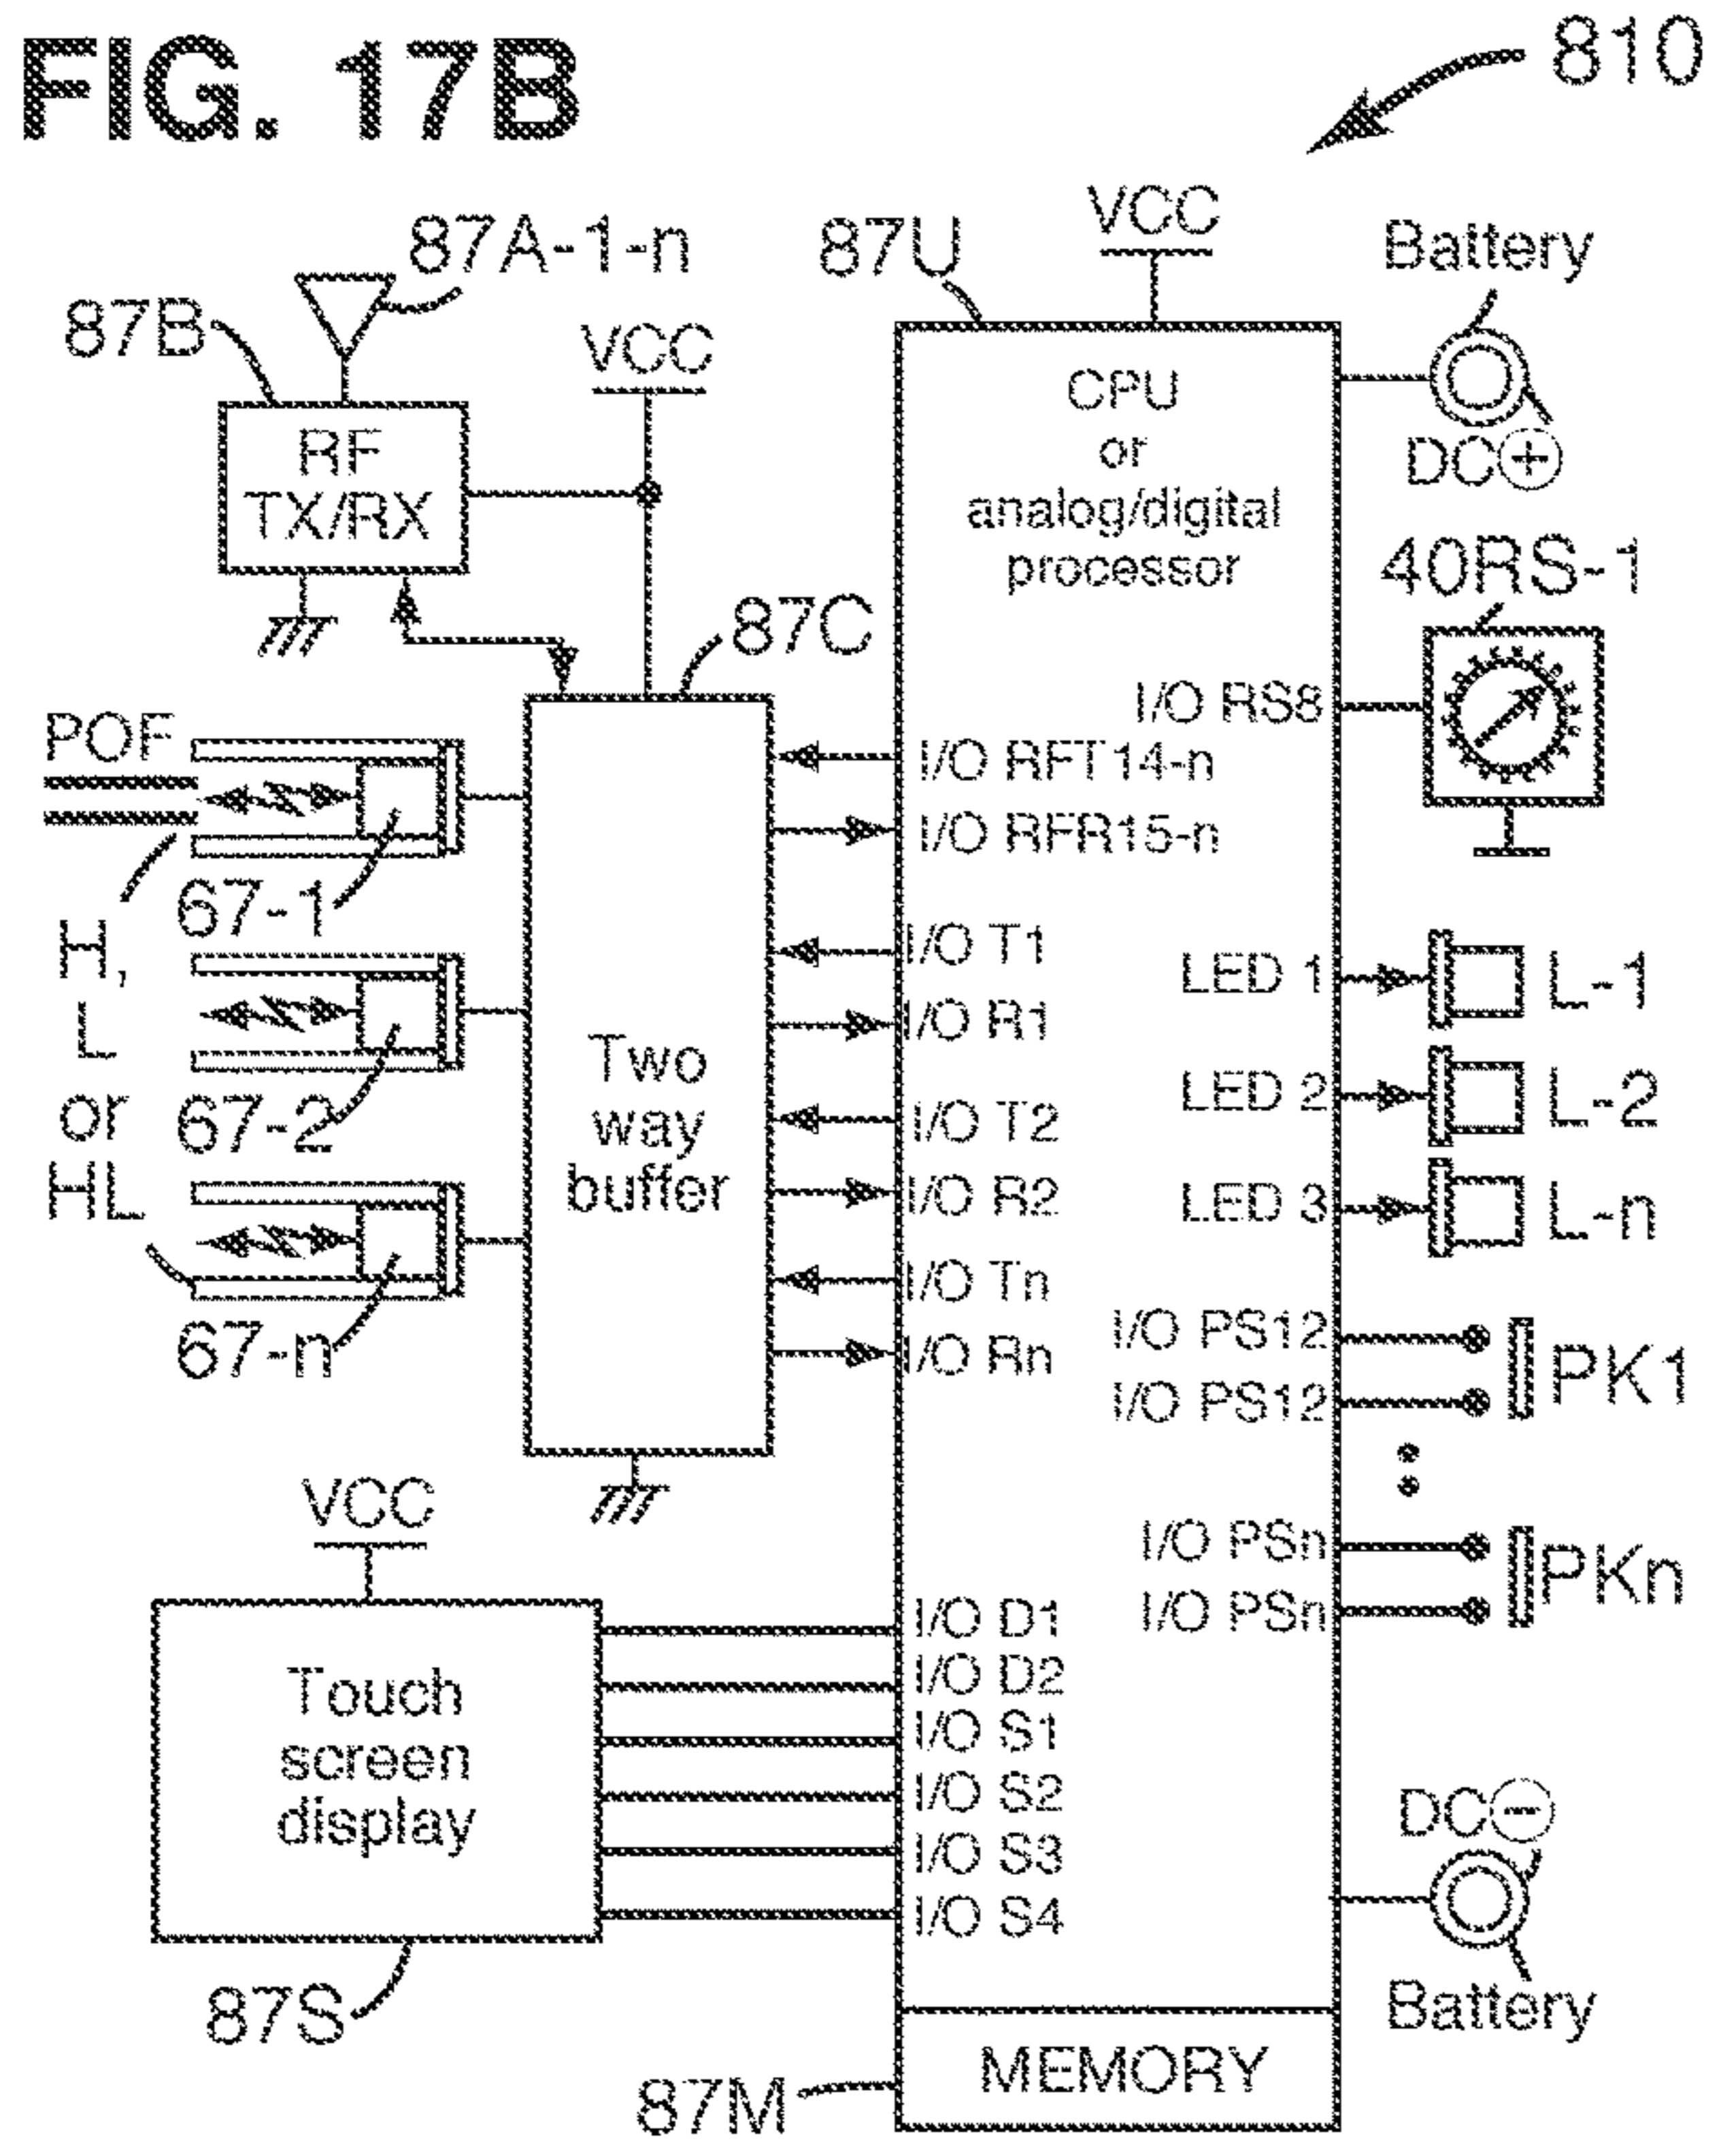 FIG. 17B
810
87A-1-n
87B
VCC
87U
VCC
Battery
RF
TX/RX
CPU
or
analog/digital
processor
DC+
40RS-1
87C
POF
67-1
H,
L
or
HL
67-2
67-n
Two
way
buffer
I/O RS8
I/O RFT14-n
I/O RFR15-n
I/O T1
I/O R1
I/O T2
I/O R2
I/O Tn
I/O Rn
LED 1
L-1
LED 2
L-2
LED 3
L-n
I/O PS12
I/O PS12
PK1
I/O PSn
I/O PSn
PKn
VCC
Touch
screen
display
87S
I/O D1
I/O D2
I/O S1
I/O S2
I/O S3
I/O S4
DC−
Battery
MEMORY
87M